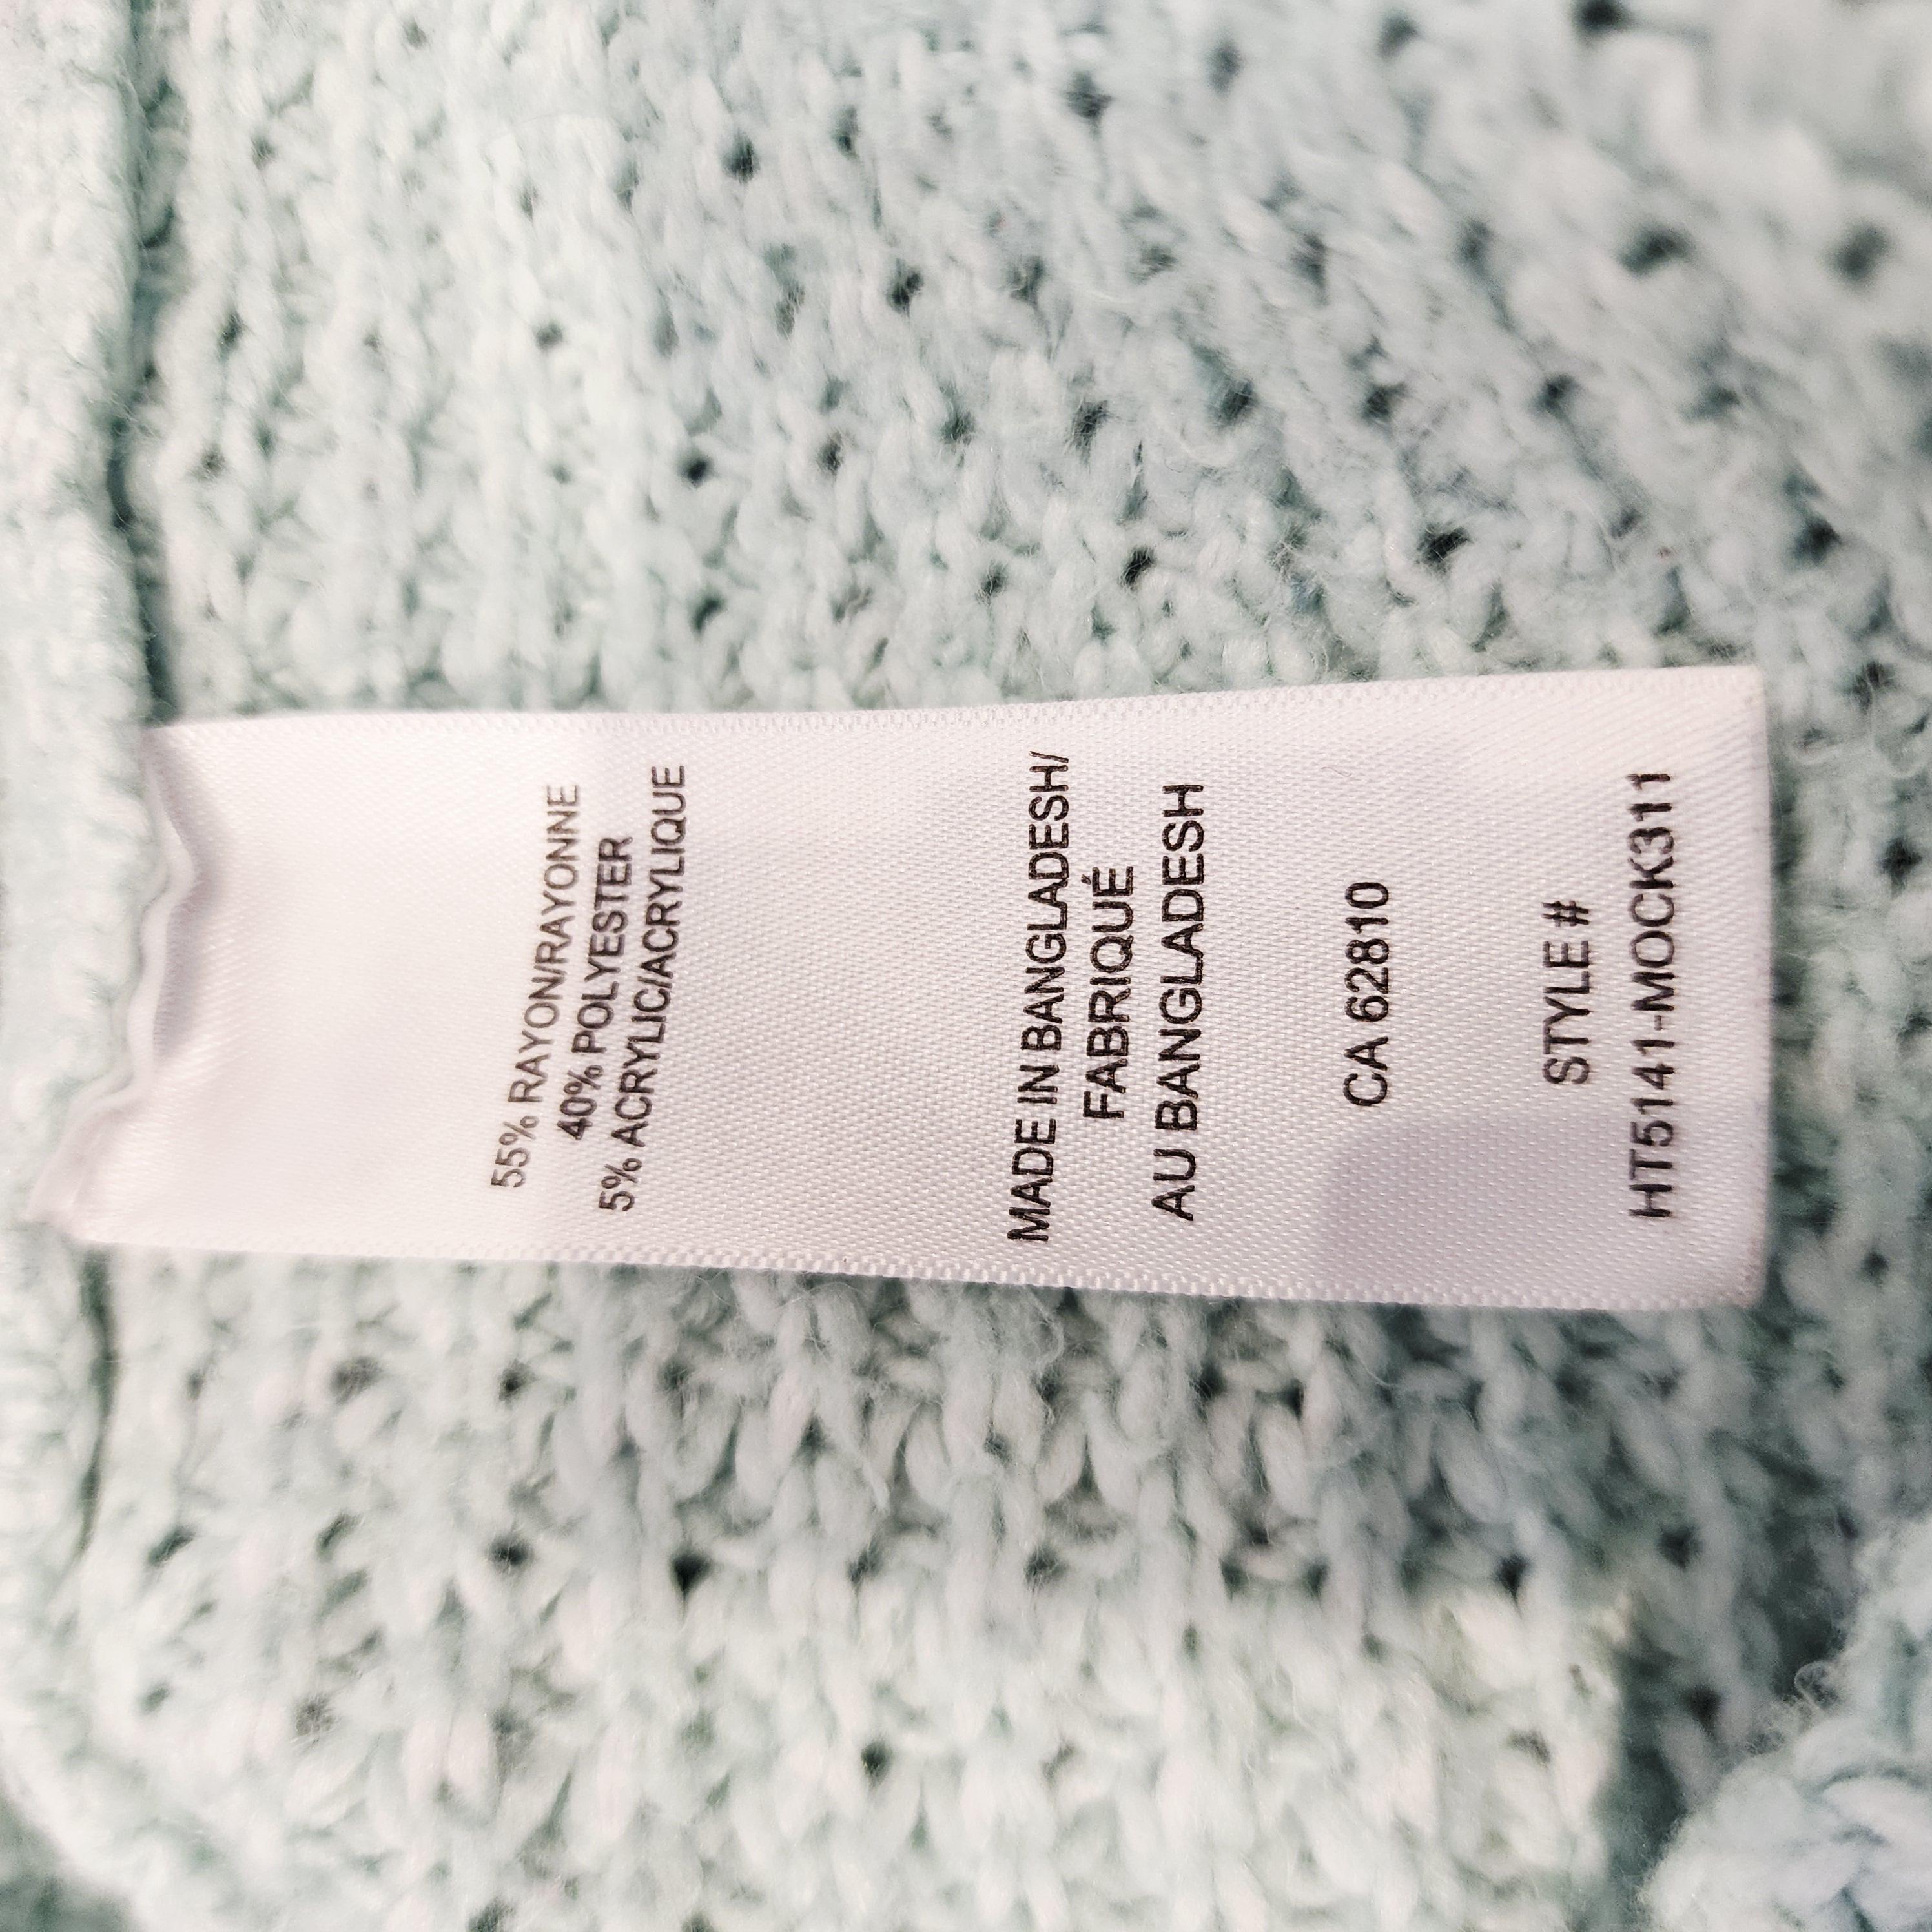 55% RAYON/RAYONNE
40% POLYESTER
5% ACRYLIC/ACRYLIQUE
MADE IN BANGLADESH/
FABRIQUÉ
AU BANGLADESH
CA 62810
STYLE #
HT5141-MOCK311